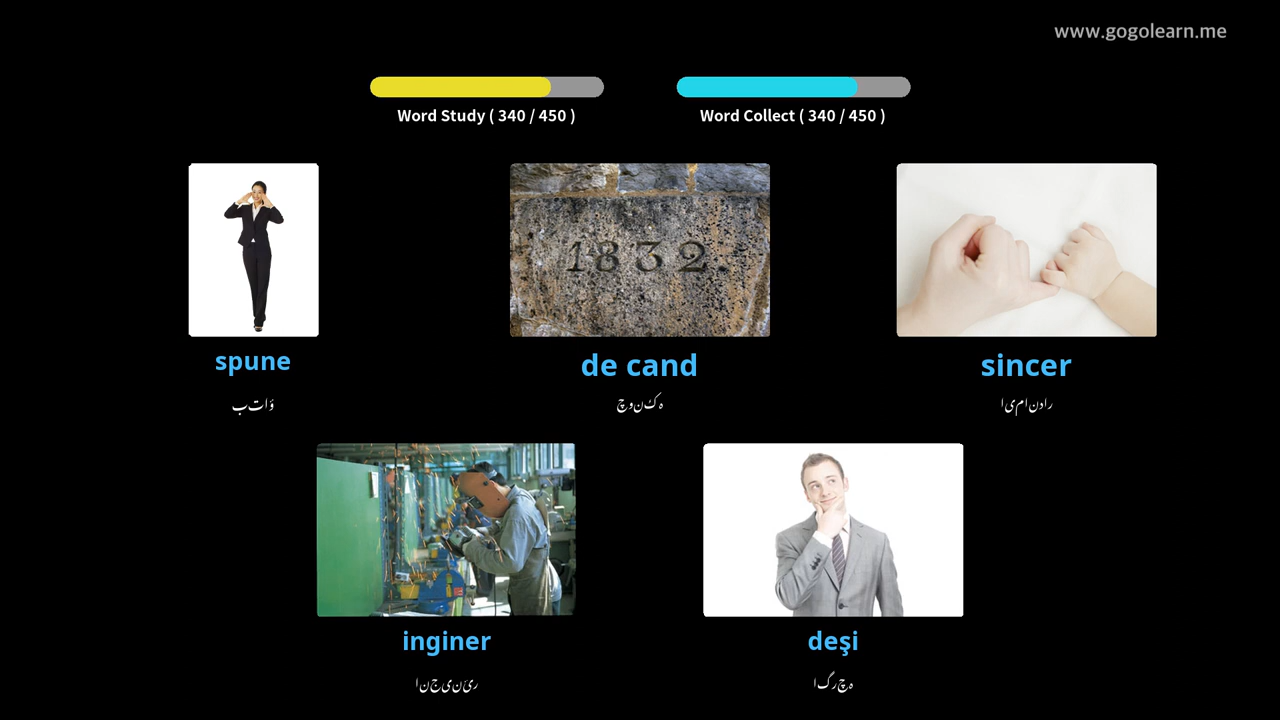 www.gogolearn.me
Word Study ( 340 / 450 )
Word Collect ( 340 / 450 )
1832.
spune
de cand
sincer
بتاؤ
چونکہ
ایماندار
inginer
deşi
انجینئر
اگرچہ